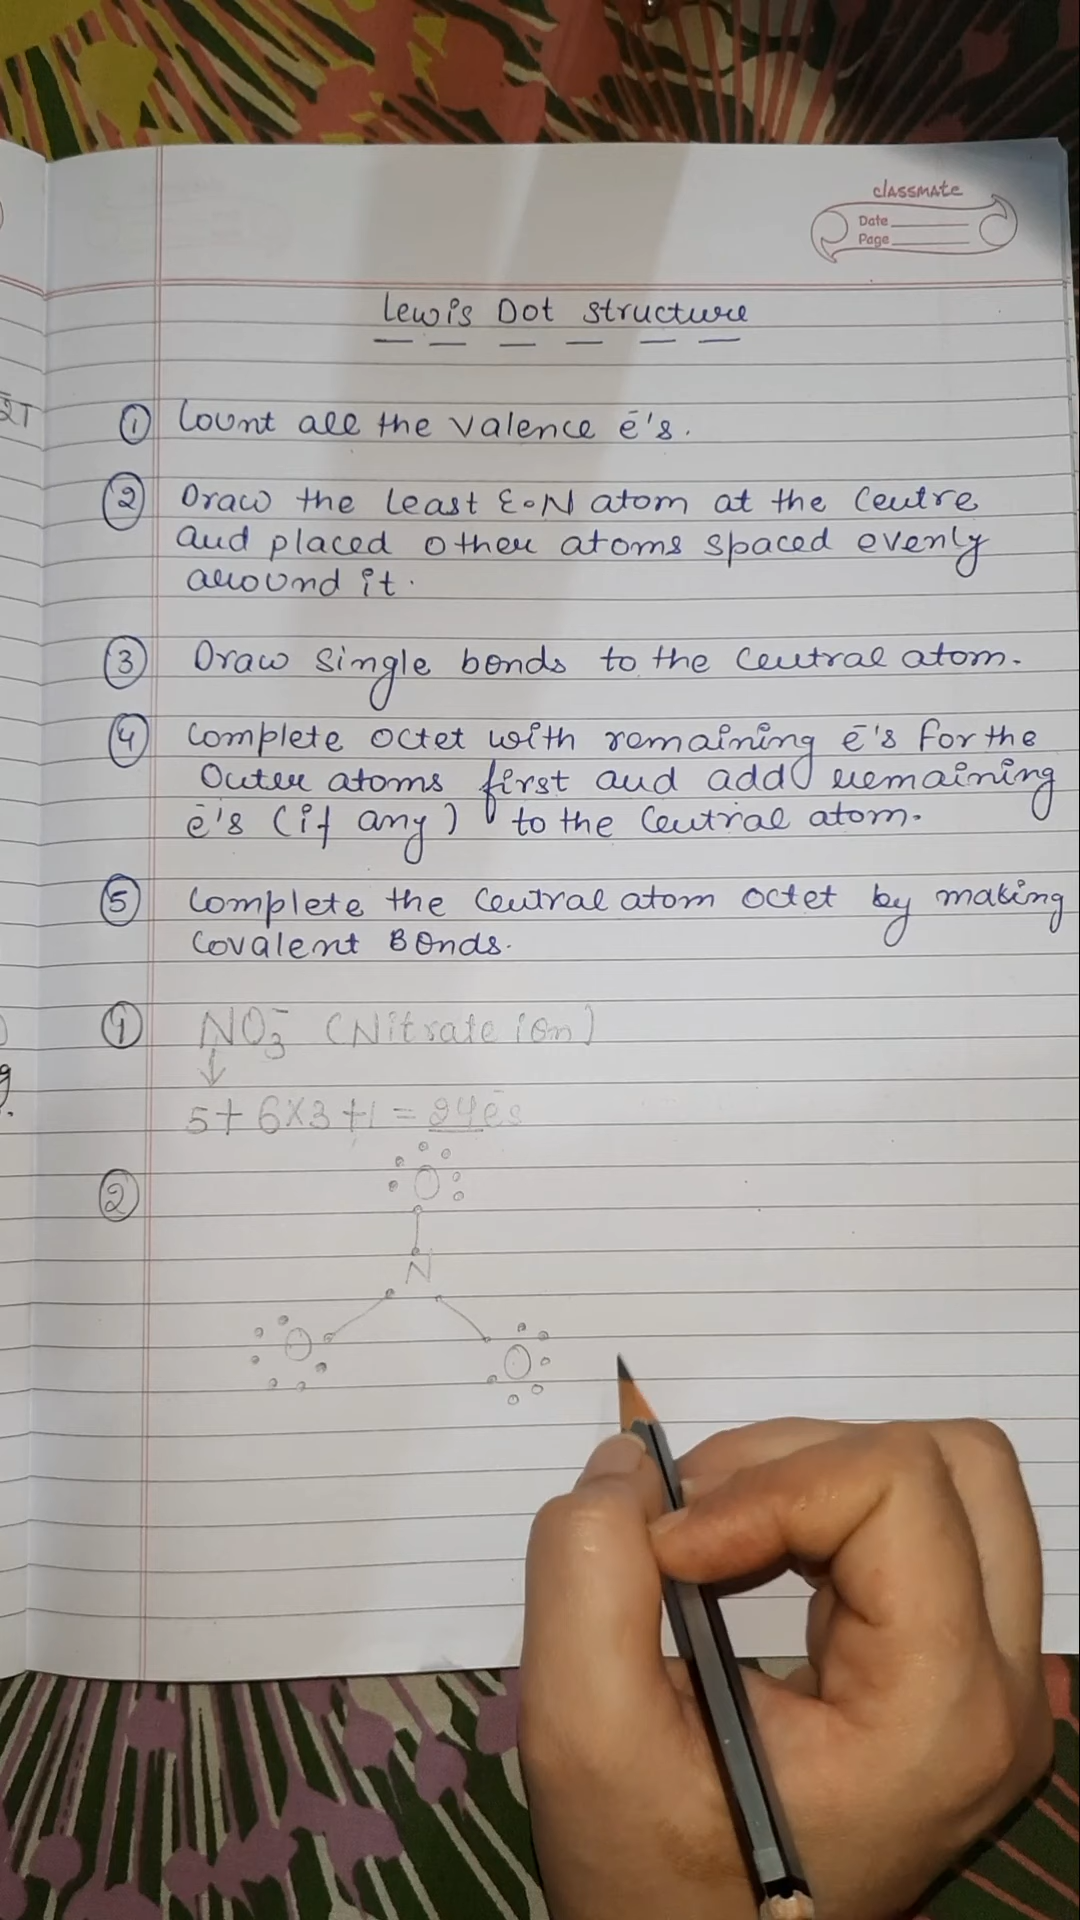 classmate
Date
Page
Lewis Dot structure
① Count all the valence ē's.
② Draw the least E.N atom at the centre
and placed other atoms spaced evenly
around it.
③ Draw single bonds to the central atom.
④ Complete octet with remaining ē's for the
outer atoms first and add remaining
ē's (if any) to the central atom.
⑤ Complete the central atom octet by making
covalent Bonds.
① NO₃⁻ (Nitrate ion)
↓
5+ 6×3 +1 = 24ēs
②
O
N
O O